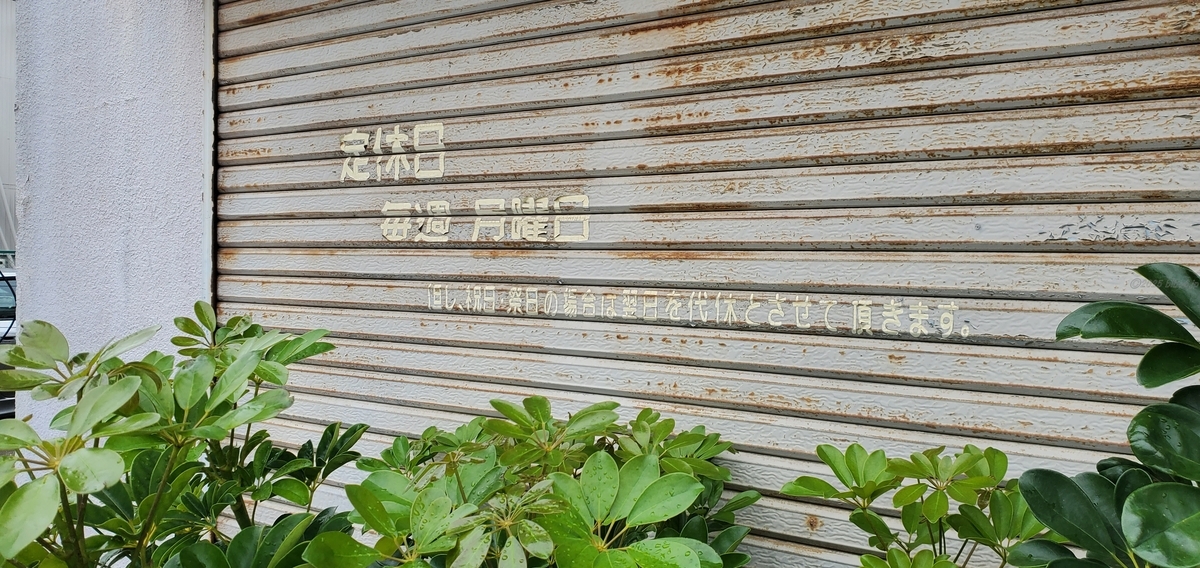 定休日
毎週 月曜日
但し、祝日・祭日の場合は翌日を代休とさせて頂きます。